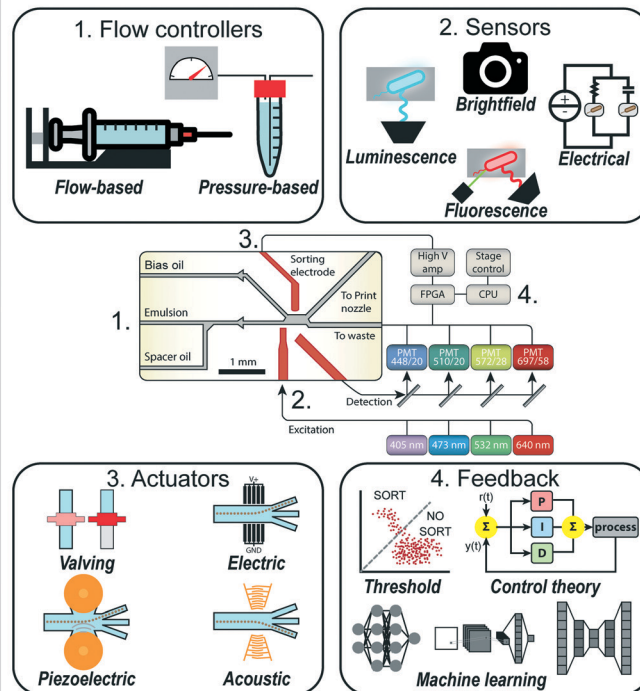 1. Flow controllers
Flow-based
Pressure-based
2. Sensors
Luminescence
Brightfield
Fluorescence
Electrical
3.
Sorting
electrode
Bias oil
To Print
nozzle
1.
Emulsion
To waste
Spacer oil
1 mm
2.
Detection
Excitation
High V
amp
Stage
control
FPGA
CPU
4.
PMT
448/20
PMT
510/20
PMT
572/28
PMT
697/58
405 nm
473 nm
532 nm
640 nm
3. Actuators
Valving
V+
GND
Electric
Piezoelectric
Acoustic
4. Feedback
SORT
NO
SORT
Threshold
r(t)
Σ
y(t)
P
I
D
Σ
process
Control theory
Machine learning